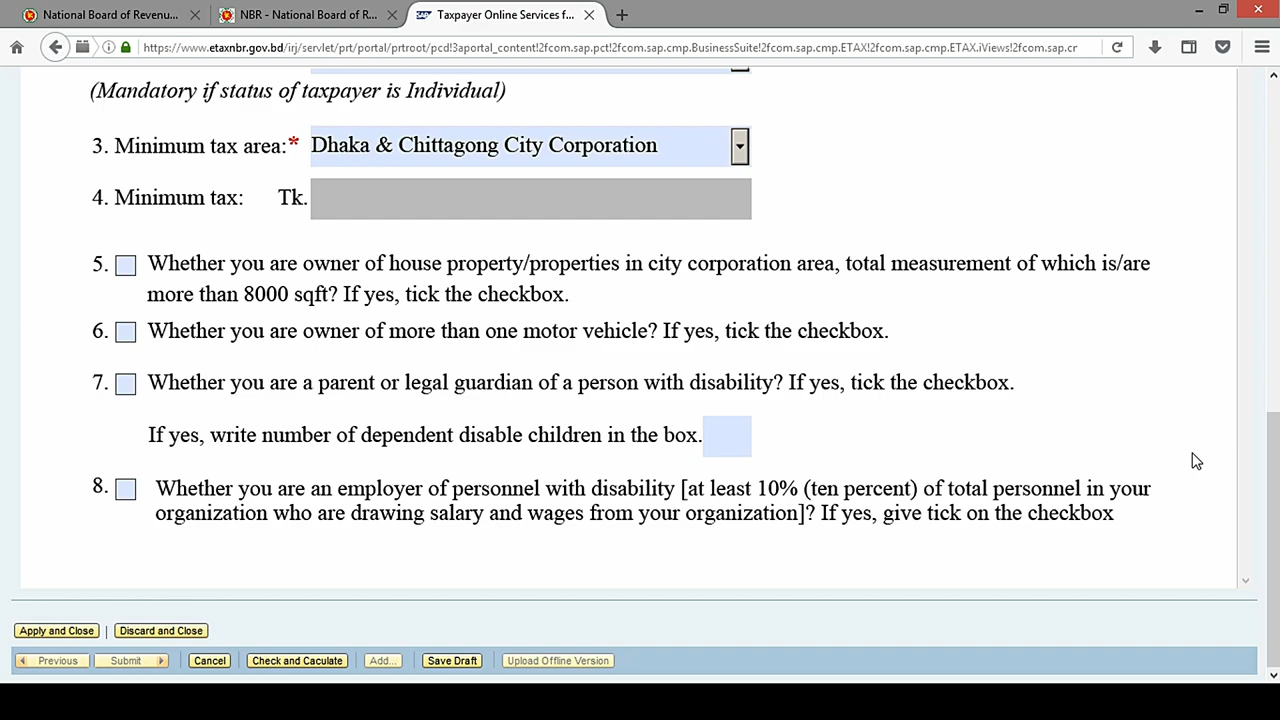 National Board of Revenu...
NBR - National Board of R...
SAP Taxpayer Online Services f...
https://www.etaxnbr.gov.bd/irj/servlet/prt/portal/prtroot/pcd!3aportal_content!2fcom.sap.pct!2fcom.sap.cmp.BusinessSuite!2fcom.sap.cmp.ETAX!2fcom.sap.cmp.ETAX.iViews!2fcom.sap.cr
(Mandatory if status of taxpayer is Individual)
3. Minimum tax area:* Dhaka & Chittagong City Corporation
4. Minimum tax: Tk.
5. Whether you are owner of house property/properties in city corporation area, total measurement of which is/are
more than 8000 sqft? If yes, tick the checkbox.
6. Whether you are owner of more than one motor vehicle? If yes, tick the checkbox.
7. Whether you are a parent or legal guardian of a person with disability? If yes, tick the checkbox.
If yes, write number of dependent disable children in the box.
8. Whether you are an employer of personnel with disability [at least 10% (ten percent) of total personnel in your
organization who are drawing salary and wages from your organization]? If yes, give tick on the checkbox
Apply and Close | Discard and Close
Previous Submit Cancel Check and Caculate Add... Save Draft Upload Offline Version